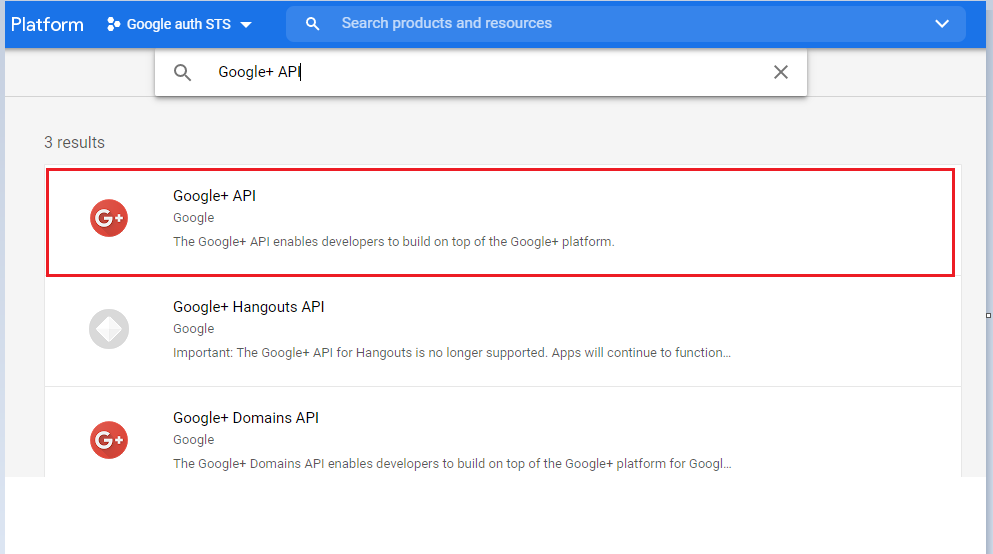 Platform Google auth STS Search products and resources
Google+ API
3 results
G+
Google+ API
Google
The Google+ API enables developers to build on top of the Google+ platform.
Google+ Hangouts API
Google
Important: The Google+ API for Hangouts is no longer supported. Apps will continue to function...
G+
Google+ Domains API
Google
The Google+ Domains API enables developers to build on top of the Google+ platform for Googl...